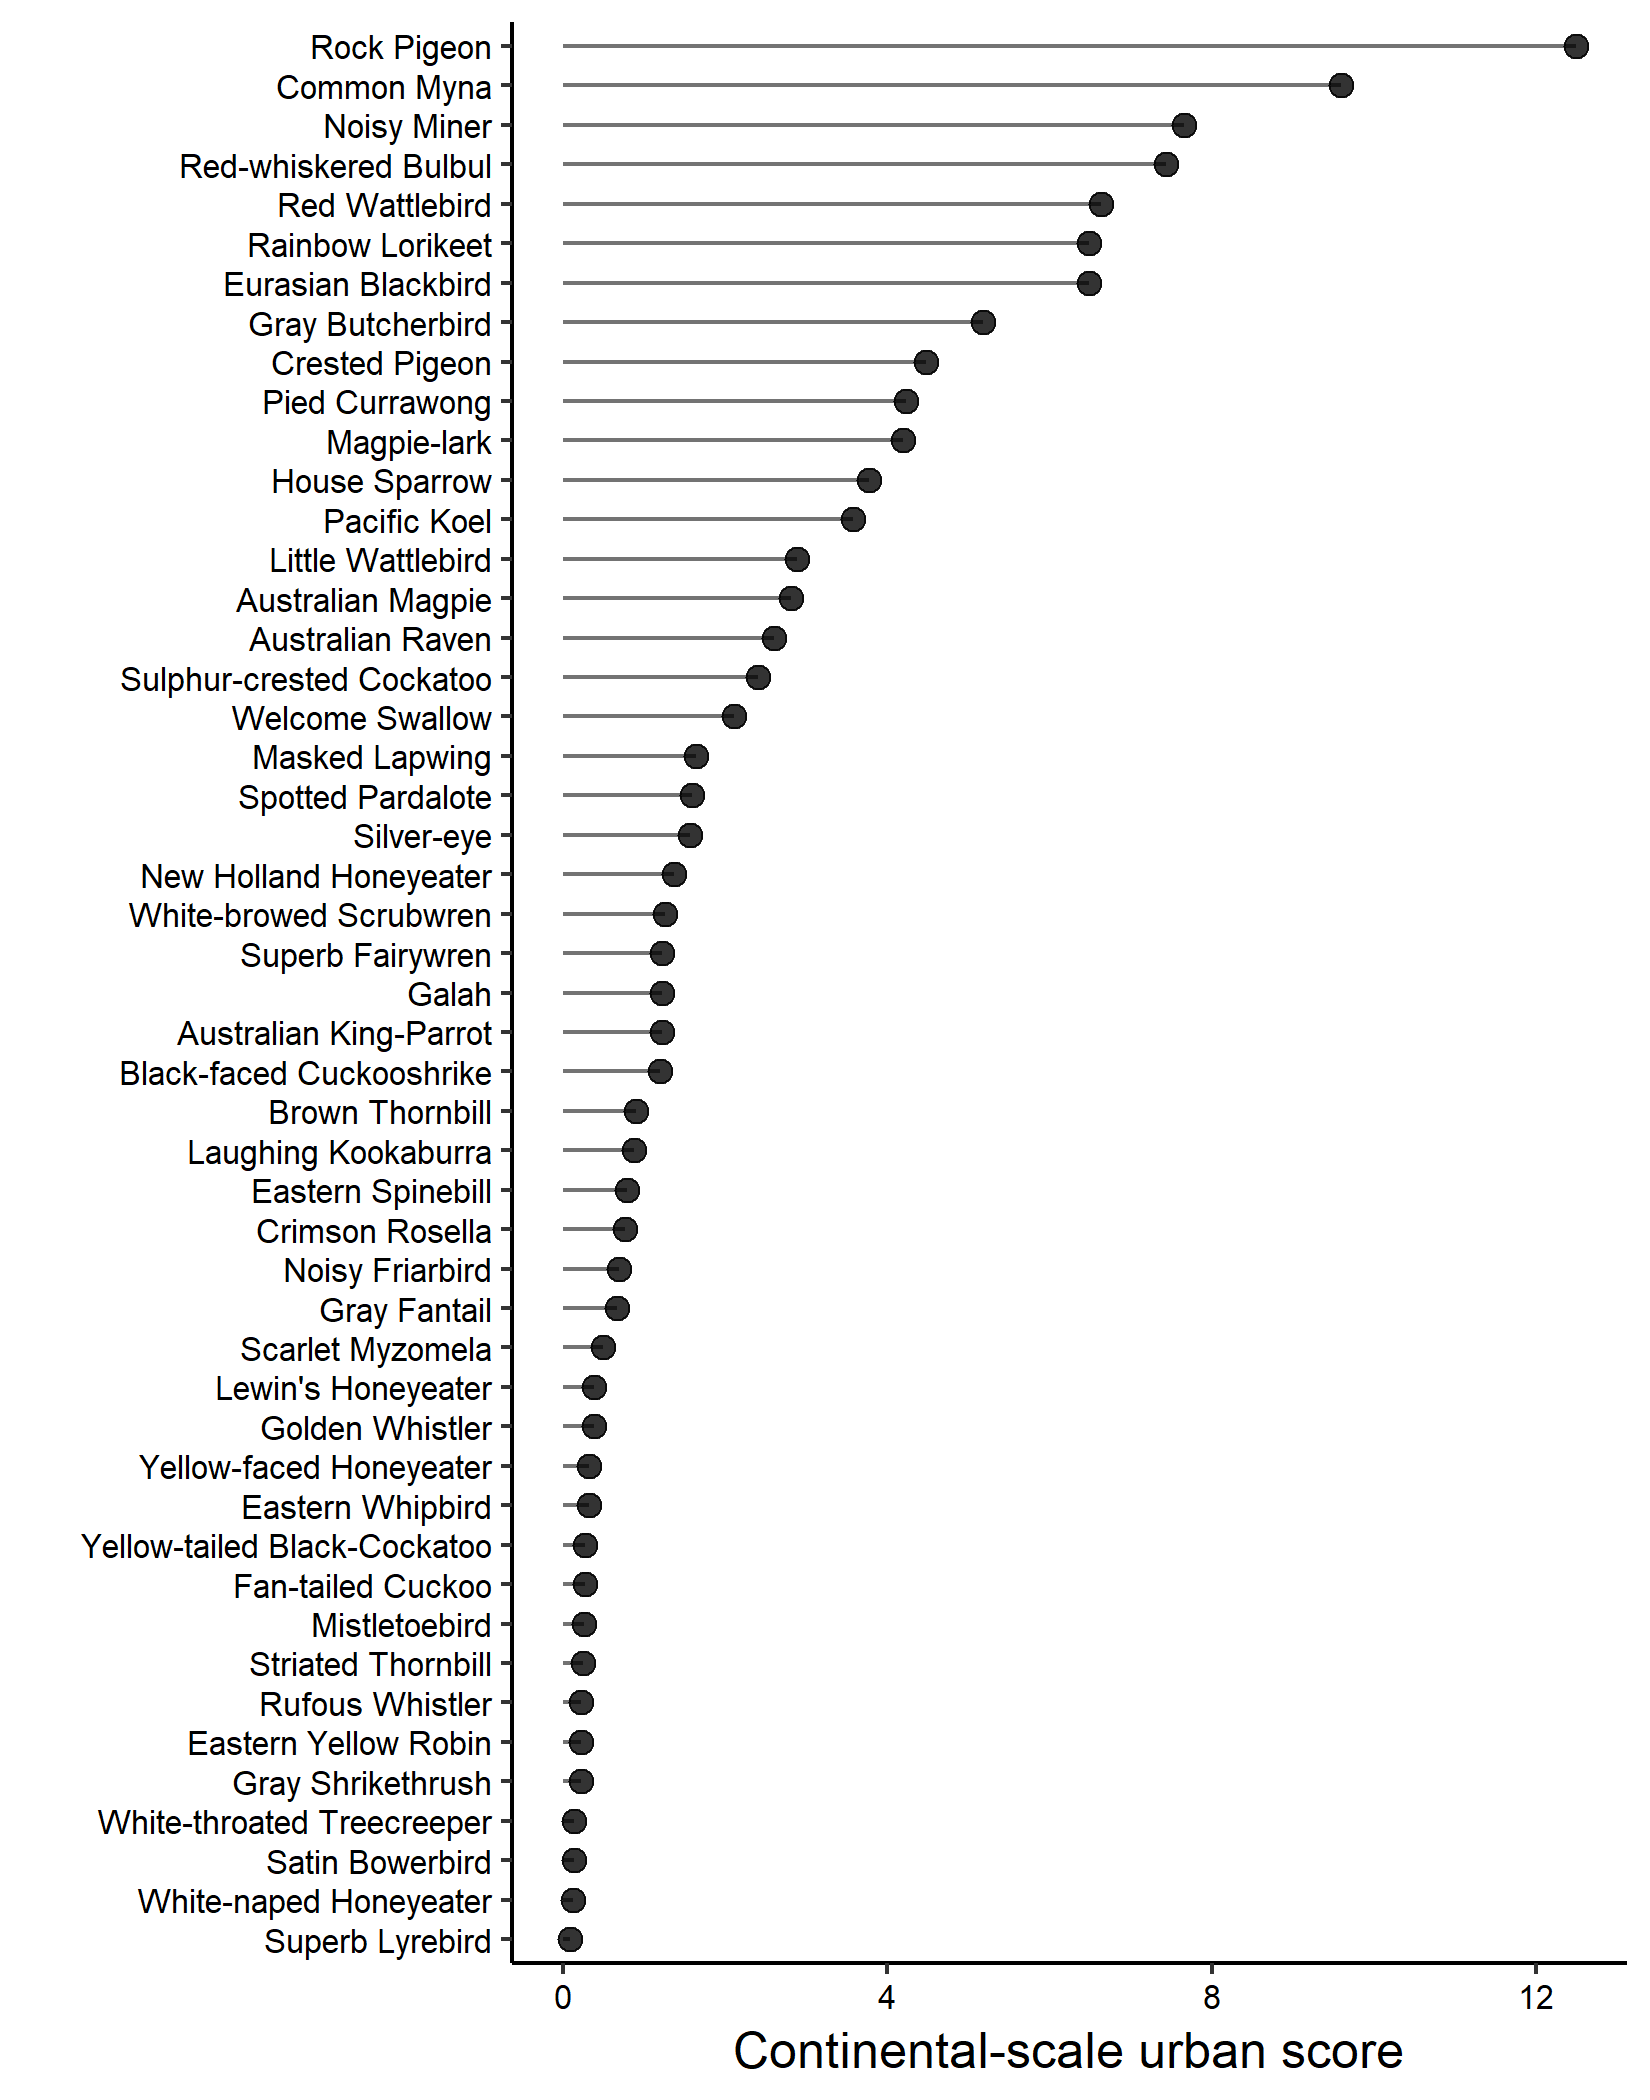 Rock Pigeon
Common Myna
Noisy Miner
Red-whiskered Bulbul
Red Wattlebird
Rainbow Lorikeet
Eurasian Blackbird
Gray Butcherbird
Crested Pigeon
Pied Currawong
Magpie-lark
House Sparrow
Pacific Koel
Little Wattlebird
Australian Magpie
Australian Raven
Sulphur-crested Cockatoo
Welcome Swallow
Masked Lapwing
Spotted Pardalote
Silver-eye
New Holland Honeyeater
White-browed Scrubwren
Superb Fairywren
Galah
Australian King-Parrot
Black-faced Cuckooshrike
Brown Thornbill
Laughing Kookaburra
Eastern Spinebill
Crimson Rosella
Noisy Friarbird
Gray Fantail
Scarlet Myzomela
Lewin's Honeyeater
Golden Whistler
Yellow-faced Honeyeater
Eastern Whipbird
Yellow-tailed Black-Cockatoo
Fan-tailed Cuckoo
Mistletoebird
Striated Thornbill
Rufous Whistler
Eastern Yellow Robin
Gray Shrikethrush
White-throated Treecreeper
Satin Bowerbird
White-naped Honeyeater
Superb Lyrebird
0 4 8 12
Continental-scale urban score